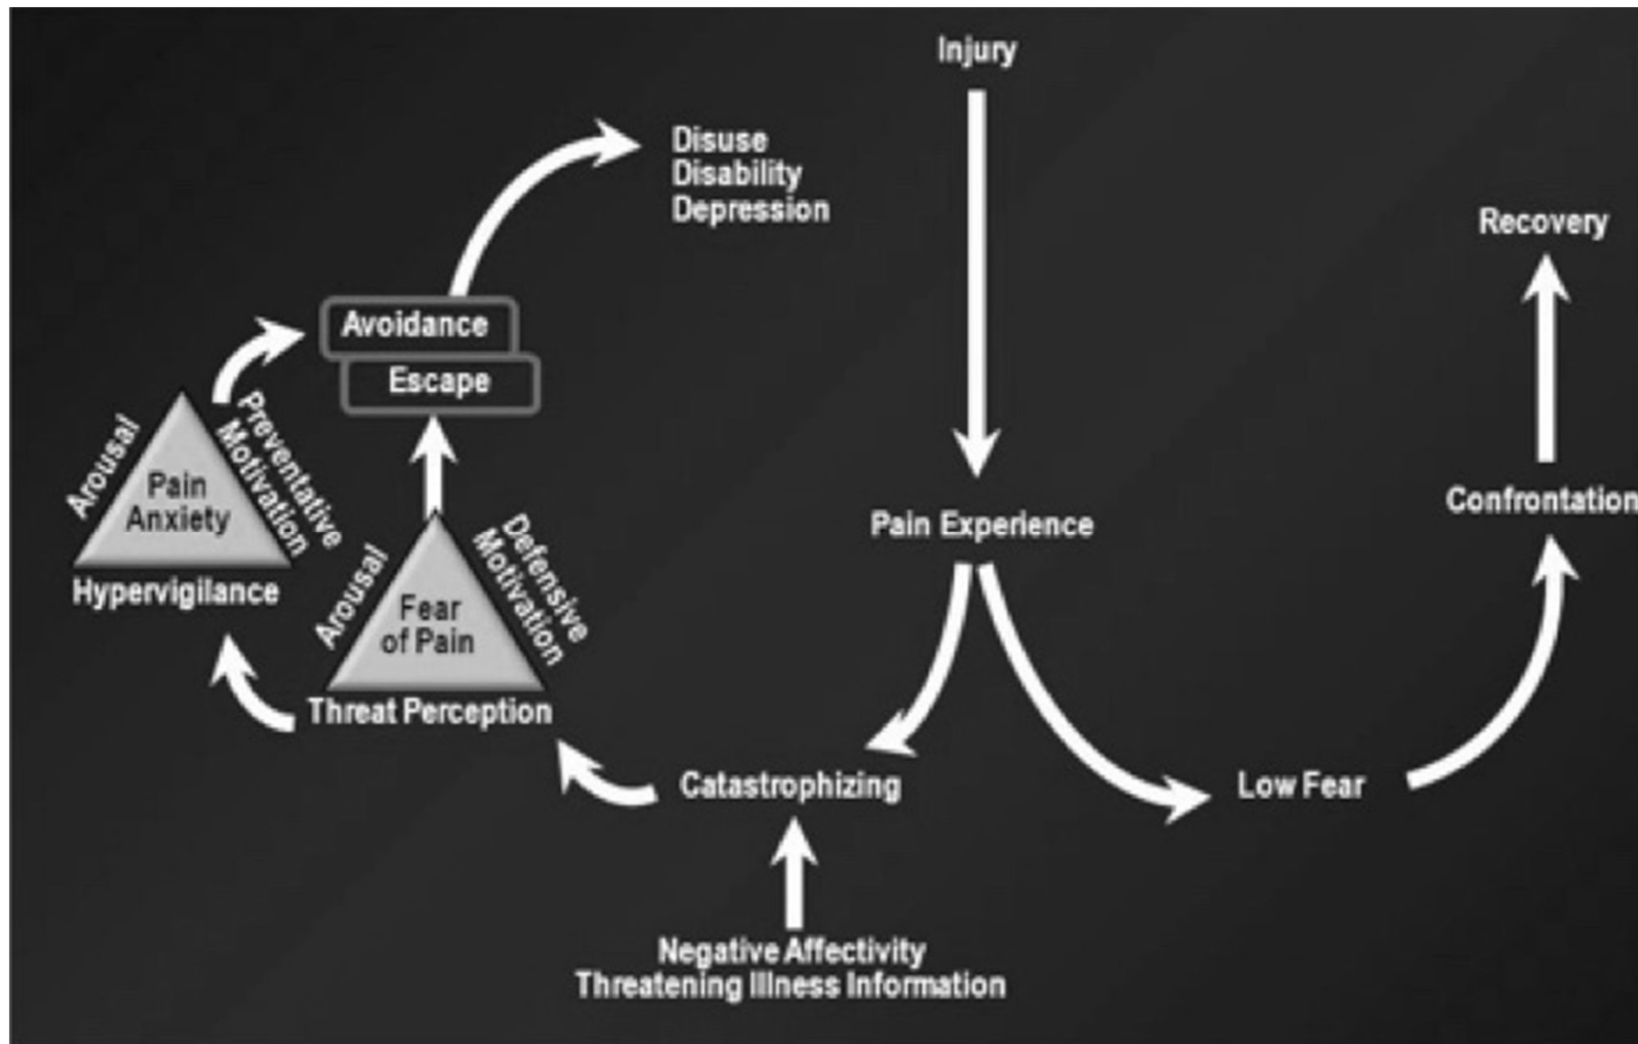 Injury
Disuse
Disability
Depression
Recovery
Avoidance
Escape
Arousal
Preventative
Motivation
Pain
Anxiety
Hypervigilance
Confrontation
Pain Experience
Arousal
Defensive
Motivation
Fear
of Pain
Threat Perception
Catastrophizing
Low Fear
Negative Affectivity
Threatening Illness Information